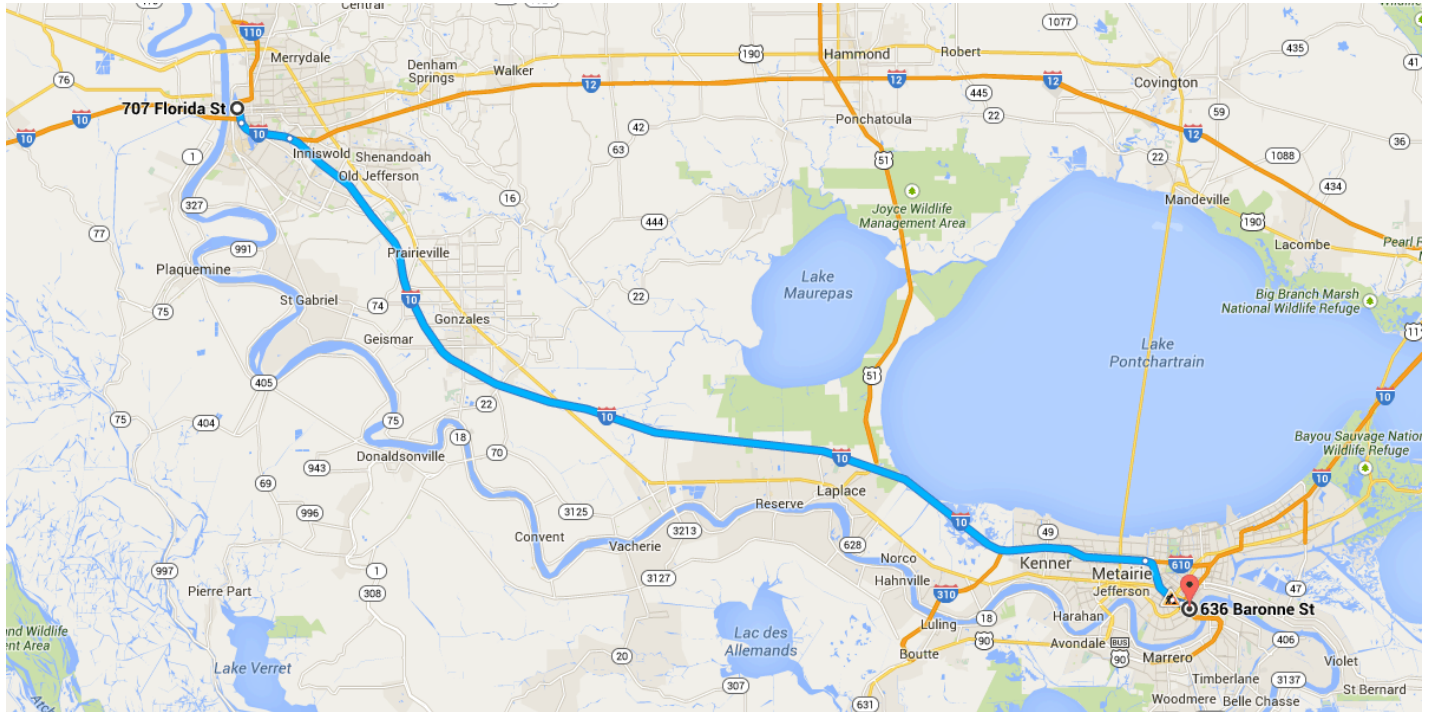 Central
1077
110
Merrydale
190
Hammond
Robert
435
Denham
Springs
Walker
41
76
12
12
12
Covington
445
707 Florida St
10
10
10
22
59
Ponchatoula
42
63
12
Inniswold
Shenandoah
Old Jefferson
1
51
22
1088
36
434
16
327
Joyce Wildlife
Management Area
Mandeville
190
444
77
991
Prairieville
Lacombe
Plaquemine
Lake
Maurepas
St Gabriel
74
10
22
Big Branch Marsh
National Wildlife Refuge
75
Gonzales
11
Geismar
Lake
Pontchartrain
51
405
10
22
75
404
75
10
18
Bayou Sauvage
Wildlife
Refuge
Donaldsonville
70
943
10
69
Laplace
10
Reserve
996
3125
10
3213
49
Convent
Vacherie
628
Norco
Kenner
610
997
1
3127
Hahnville
Metairie
47
Pierre Part
308
310
Jefferson
636 Baronne St
Luling
18
Harahan
90
Avondale
BUS
90
406
Lac des
Allemands
20
Boutte
Marrero
Violet
Lake Verret
Timberlane
3137
307
631
Woodmere
Belle Chasse
St Bernard